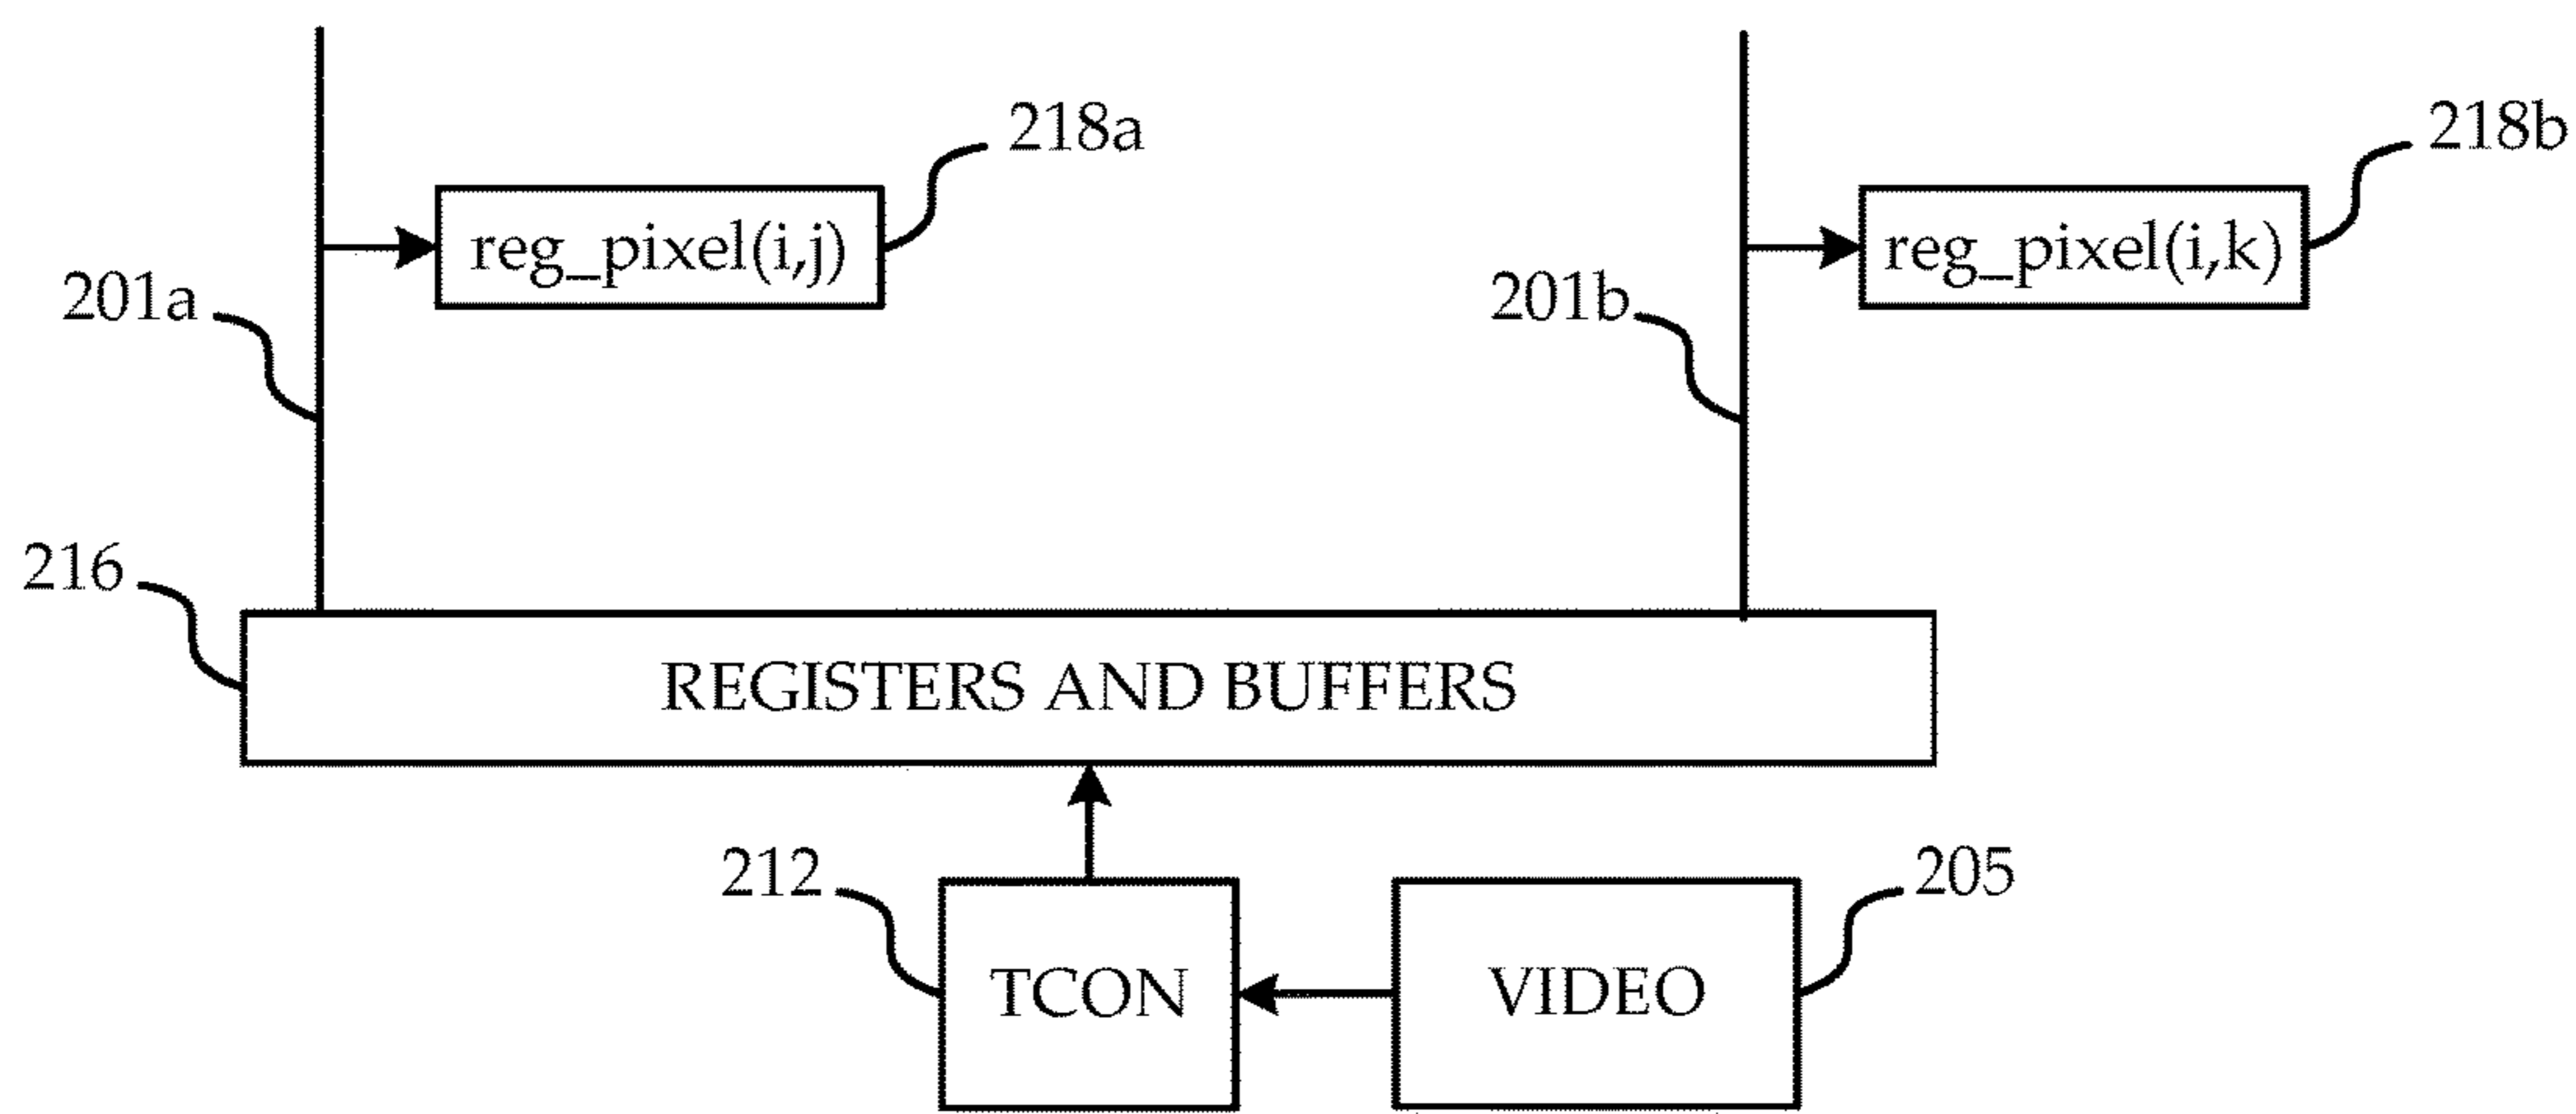 218a
218b
reg_pixel(i,j)
reg_pixel(i,k)
201a
201b
216
REGISTERS AND BUFFERS
212
205
TCON
VIDEO